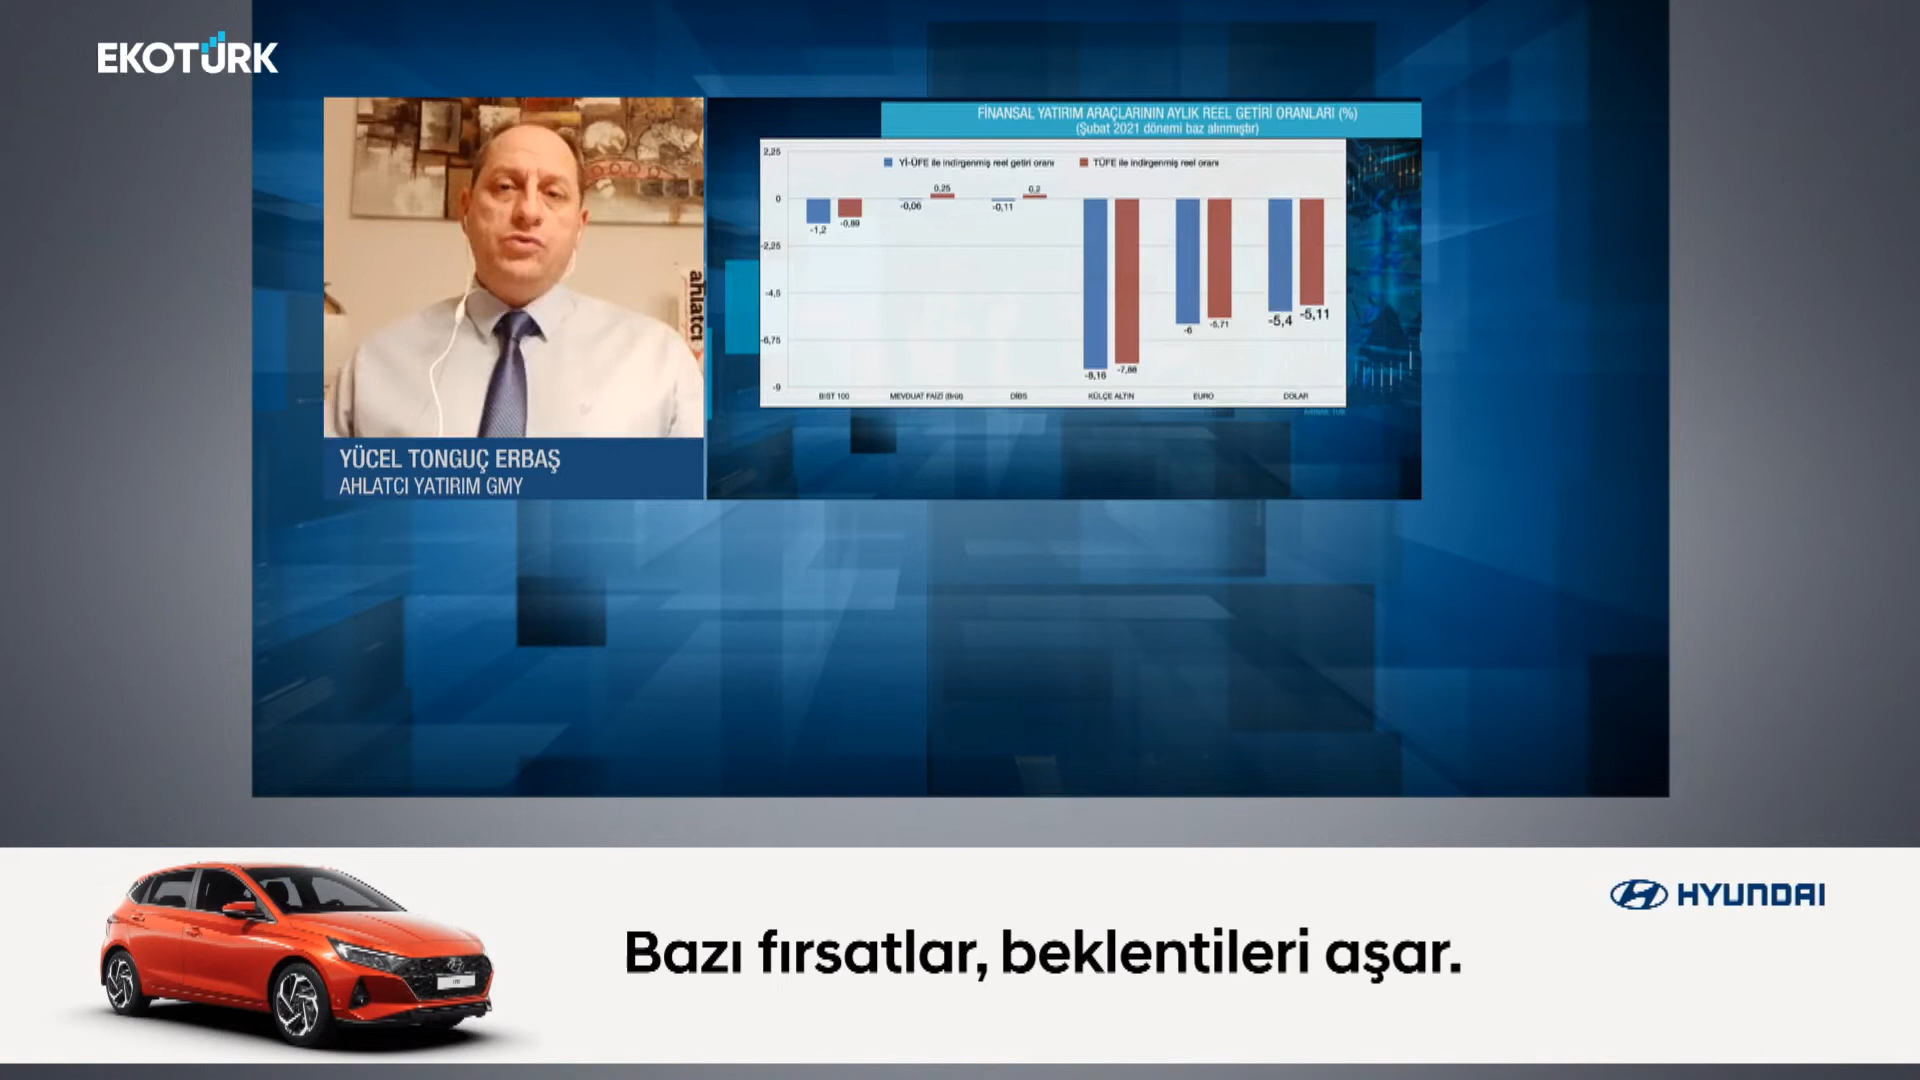 EKOTÜRK
FİNANSAL YATIRIM ARAÇLARININ AYLIK REEL GETİRİ ORANLARI (%)
(Şubat 2021 dönemi baz alınmıştır)
Yİ-ÜFE ile indirgenmiş reel getiri oranı
TÜFE ile indirgenmiş reel oranı
2,25
0
-2,25
-4,5
-6,75
-9
-1,2
-0,89
-0,06
0,25
-0,11
0,2
-8,16
-7,88
-6
-5,71
-5,4
-5,11
BIST 100
MEVDUAT FAİZİ (Brüt)
DİBS
KÜLÇE ALTIN
EURO
DOLAR
ahlatcı
YÜCEL TONGUÇ ERBAŞ
AHLATCI YATIRIM GMY
HYUNDAI
Bazı fırsatlar, beklentileri aşar.